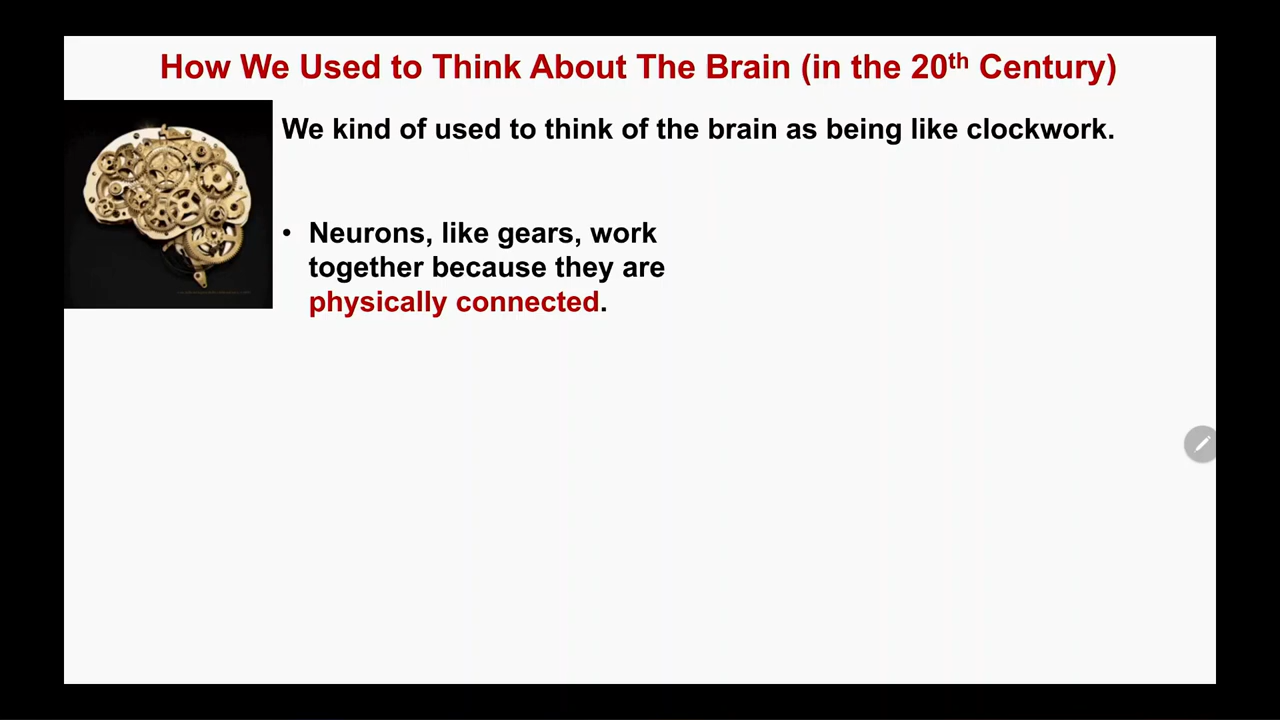 How We Used to Think About The Brain (in the 20th Century)
We kind of used to think of the brain as being like clockwork.
• Neurons, like gears, work
together because they are
physically connected.